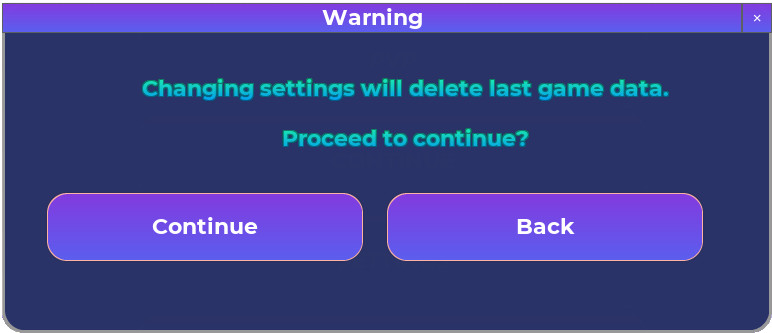 Warning
×
Changing settings will delete last game data.
Proceed to continue?
Continue
Back